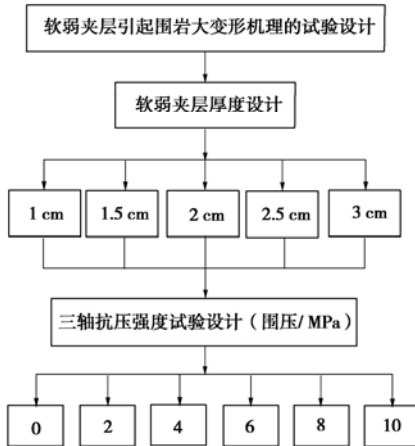 软弱夹层引起围岩大变形机理的试验设计
软弱夹层厚度设计
1 cm
1.5 cm
2 cm
2.5 cm
3 cm
三轴抗压强度试验设计（围压/ MPa）
0
2
4
6
8
10